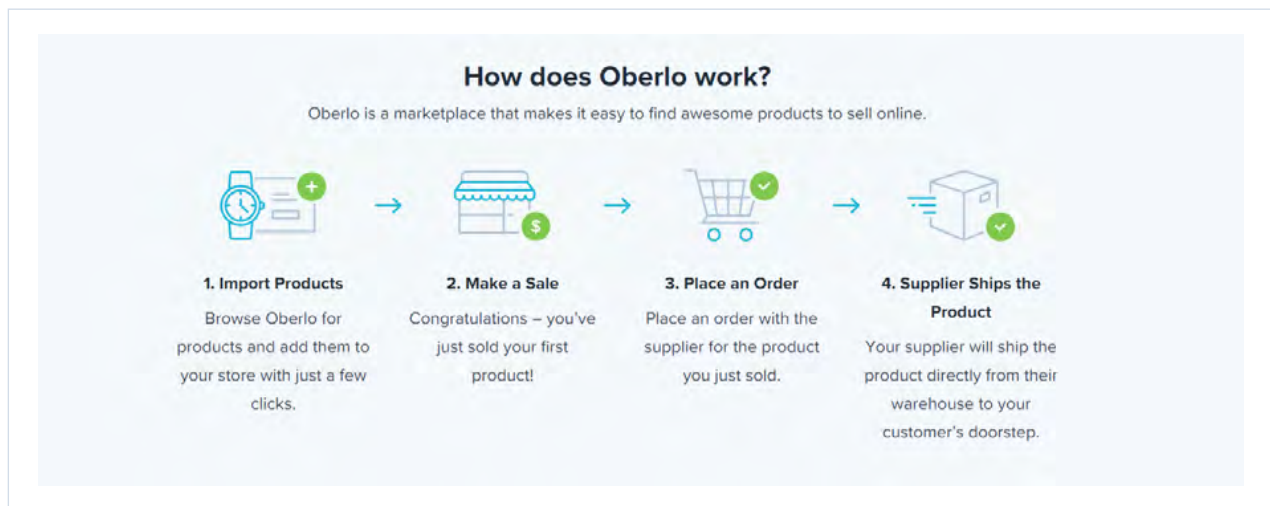 How does Oberlo work?
Oberlo is a marketplace that makes it easy to find awesome products to sell online.
$
1. Import Products
Browse Oberlo for
products and add them to
your store with just a few
clicks.
2. Make a Sale
Congratulations – you've
just sold your first
product!
3. Place an Order
Place an order with the
supplier for the product
you just sold.
4. Supplier Ships the
Product
Your supplier will ship the
product directly from their
warehouse to your
customer's doorstep.